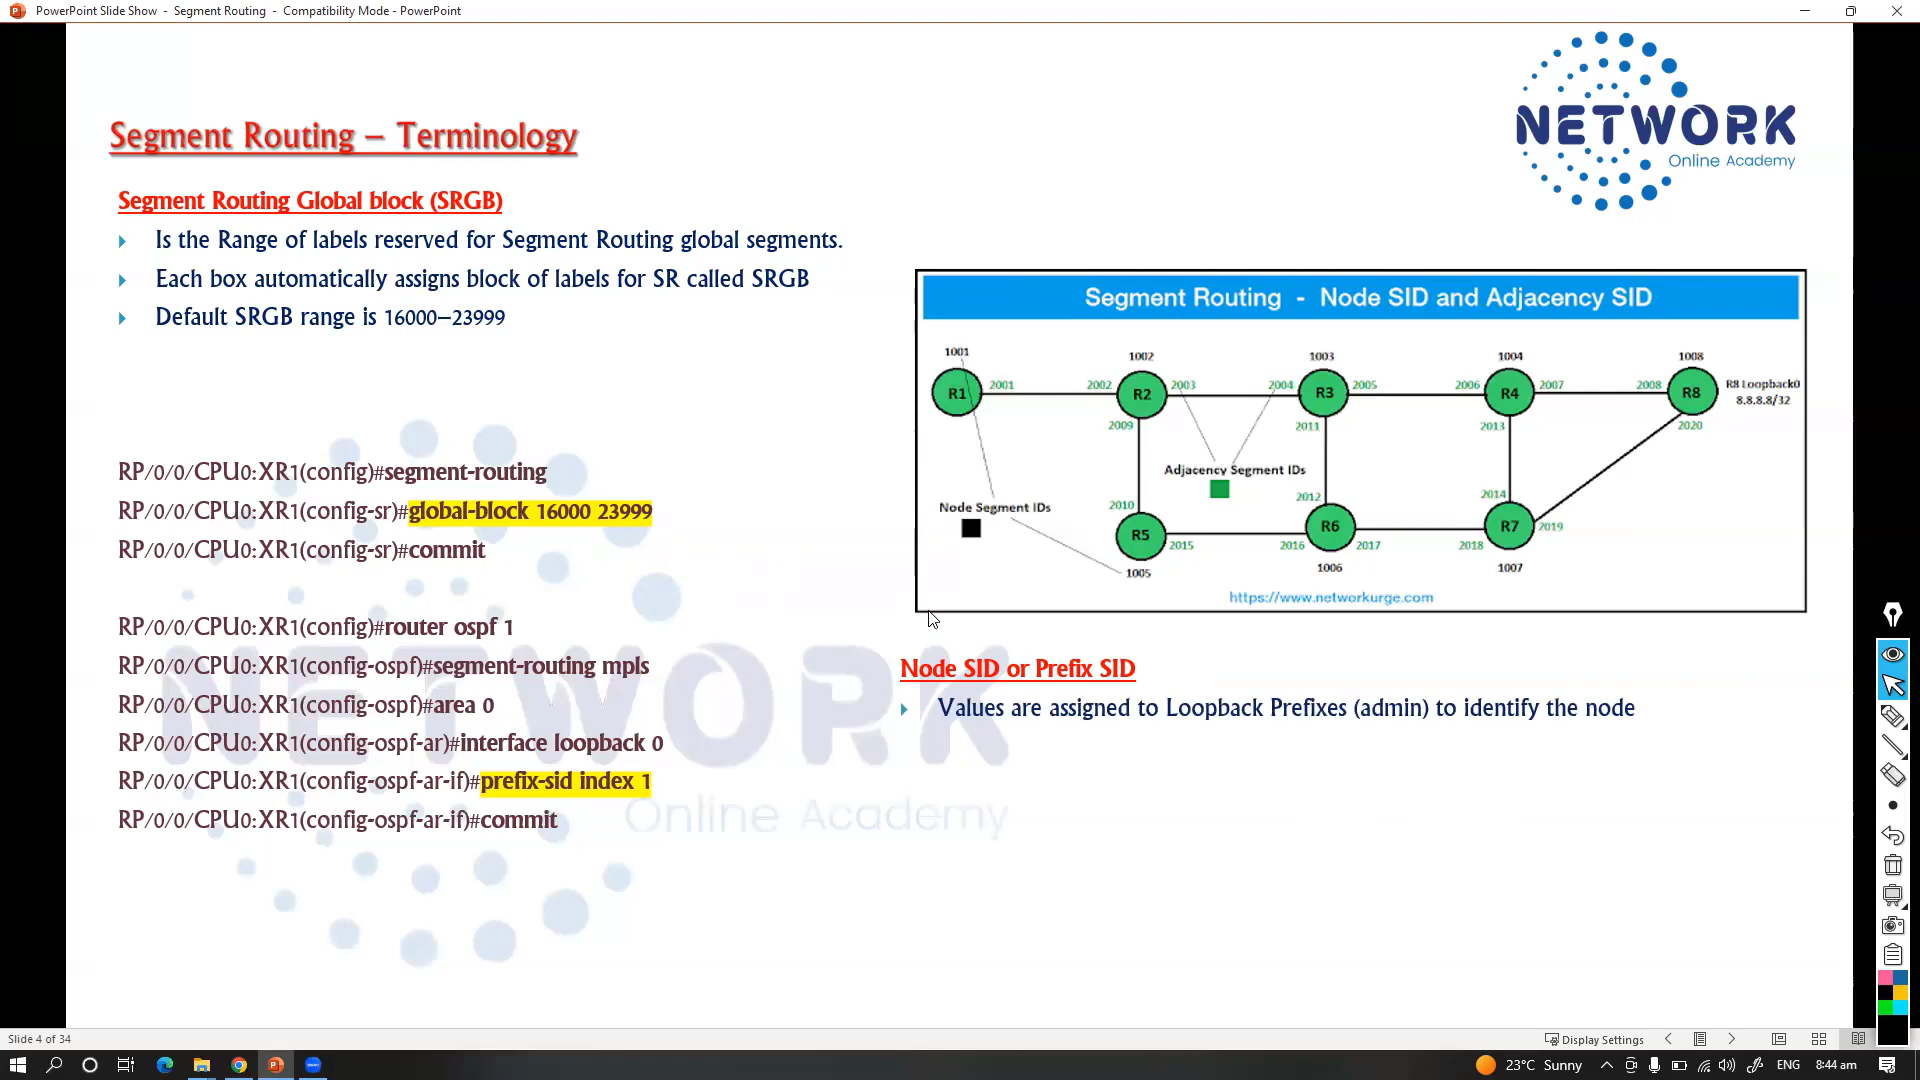 PowerPoint Slide Show - Segment Routing - Compatibility Mode - PowerPoint
NETWORK
Online Academy
Segment Routing – Terminology
Segment Routing Global block (SRGB)
Is the Range of labels reserved for Segment Routing global segments.
Each box automatically assigns block of labels for SR called SRGB
Default SRGB range is 16000–23999
RP/0/0/CPU0:XR1(config)#segment-routing
RP/0/0/CPU0:XR1(config-sr)#global-block 16000 23999
RP/0/0/CPU0:XR1(config-sr)#commit
RP/0/0/CPU0:XR1(config)#router ospf 1
RP/0/0/CPU0:XR1(config-ospf)#segment-routing mpls
RP/0/0/CPU0:XR1(config-ospf)#area 0
RP/0/0/CPU0:XR1(config-ospf-ar)#interface loopback 0
RP/0/0/CPU0:XR1(config-ospf-ar-if)#prefix-sid index 1
RP/0/0/CPU0:XR1(config-ospf-ar-if)#commit
NETWORK
Online Academy
Segment Routing - Node SID and Adjacency SID
1001 1002 1003 1004 1008
R1 2001 2002 R2 2003 2004 R3 2005 2006 R4 2007 2008 R8 R8 Loopback0
8.8.8.8/32
2009 2011 2013 2020
Adjacency Segment IDs
Node Segment IDs
2010 2012 2014
R5 R6 R7 2019
2015 2016 2017 2018
1005 1006 1007
https://www.networkurge.com
Node SID or Prefix SID
Values are assigned to Loopback Prefixes (admin) to identify the node
Slide 4 of 34
Display Settings
23°C Sunny
ENG
8:44 am